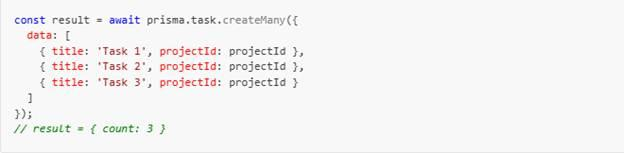 const result = await prisma.task.createMany({
  data: [
    { title: 'Task 1', projectId: projectId },
    { title: 'Task 2', projectId: projectId },
    { title: 'Task 3', projectId: projectId }
  ]
});
// result = { count: 3 }